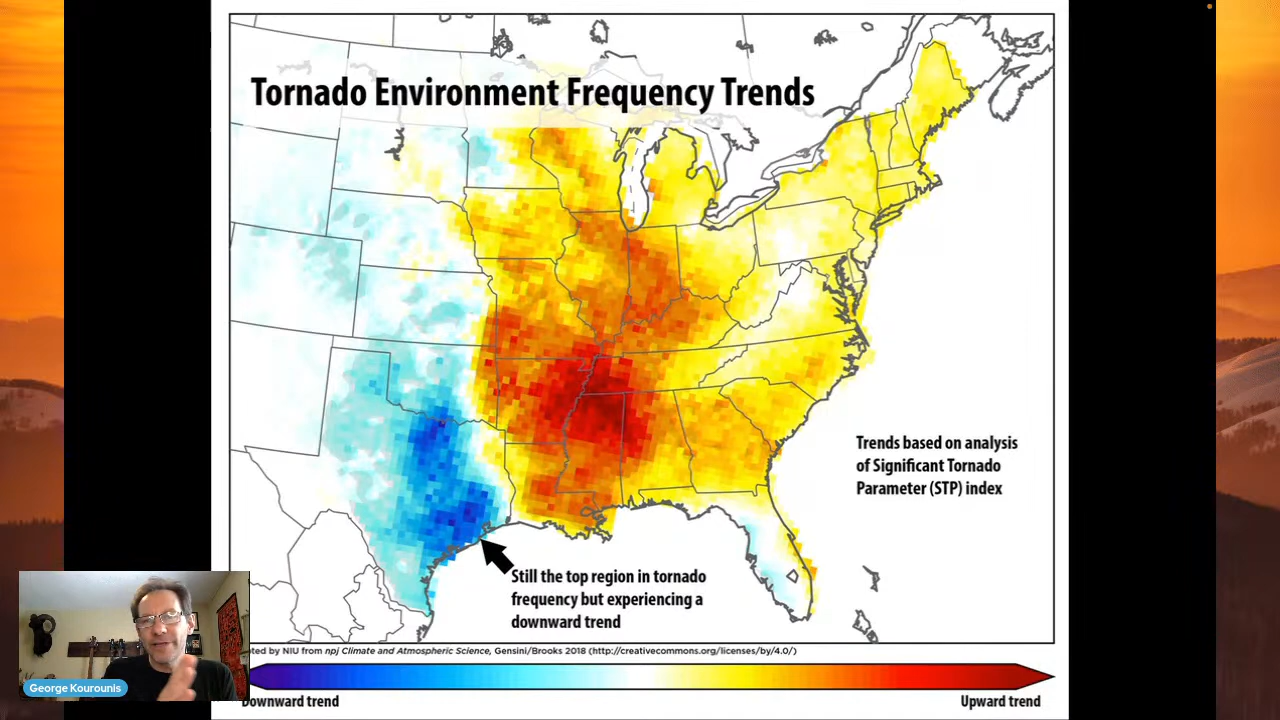 Tornado Environment Frequency Trends
Trends based on analysis
of Significant Tornado
Parameter (STP) index
Still the top region in tornado
frequency but experiencing a
downward trend
by NIU from npj Climate and Atmospheric Science, Gensini/Brooks 2018 (http://creativecommons.org/licenses/by/4.0/)
George Kourounis
Downward trend
Upward trend